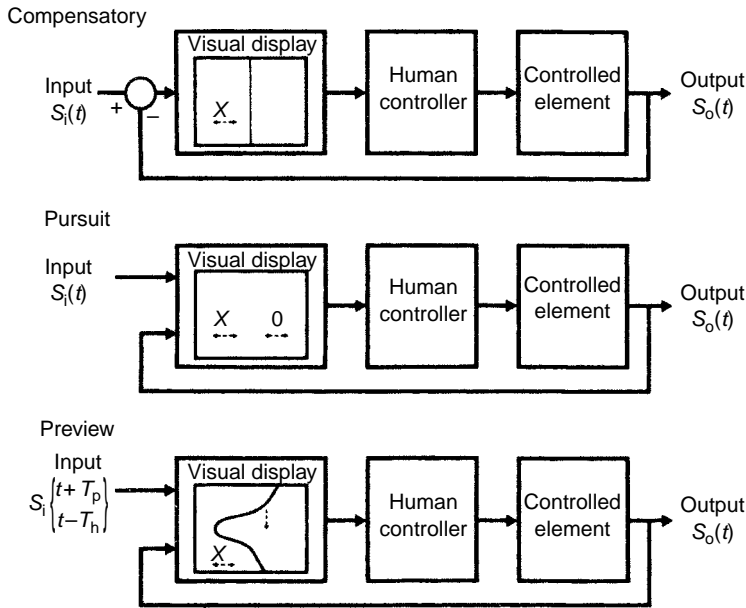 Compensatory
Visual display
Input
S_i(t)
+
−
X
Human
controller
Controlled
element
Output
S_o(t)
Pursuit
Visual display
Input
S_i(t)
X
0
Human
controller
Controlled
element
Output
S_o(t)
Preview
Input
Visual display
S_i { t + T_p
t − T_h }
X
Human
controller
Controlled
element
Output
S_o(t)